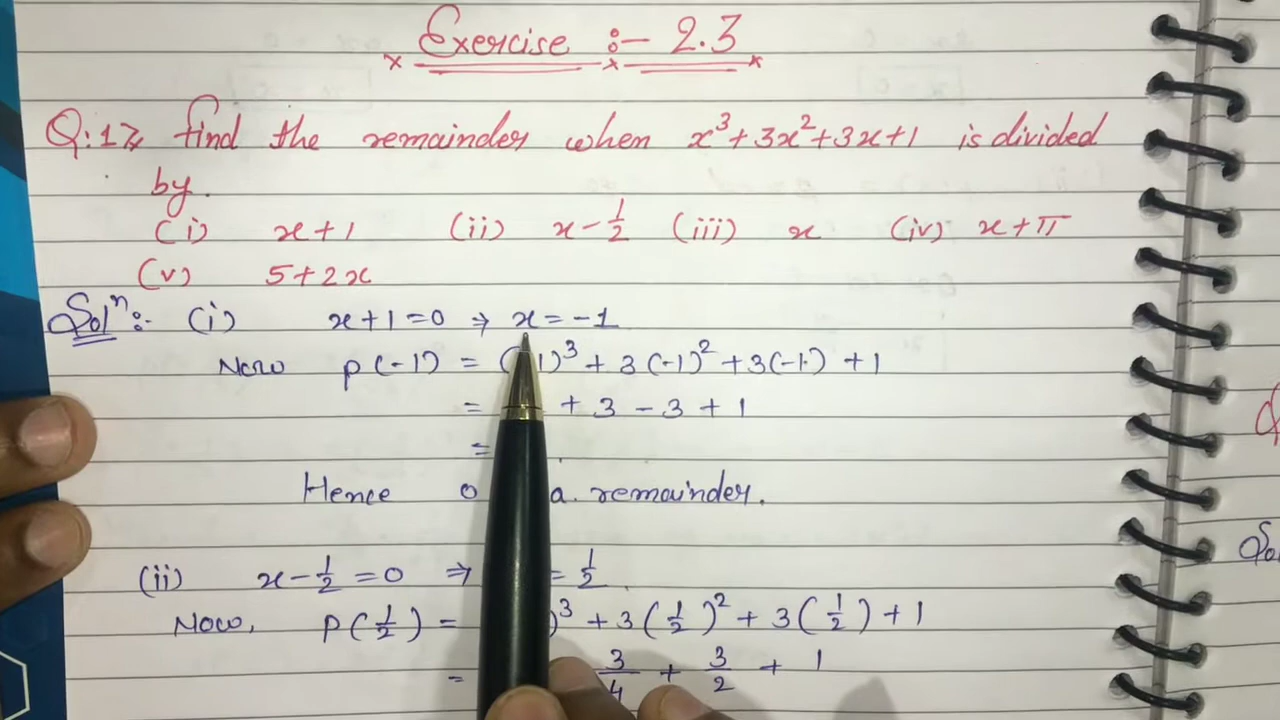 Exercise :- 2.3
Q:1⟩ find the remainder when x³+3x²+3x+1 is divided
by.
(i) x+1 (ii) x-1/2 (iii) x (iv) x+π
(v) 5+2x
Solⁿ:- (i) x+1=0 ⇒ x=-1
Now p(-1) = ( 1)³ + 3(-1)² + 3(-1) + 1
= + 3 - 3 + 1
=
Hence 0 a. remainder.
(ii) x-1/2=0 ⇒ = 1/2
Now, P(1/2) = )³ + 3(1/2)² + 3(1/2) + 1
= 3/4 + 3/2 + 1